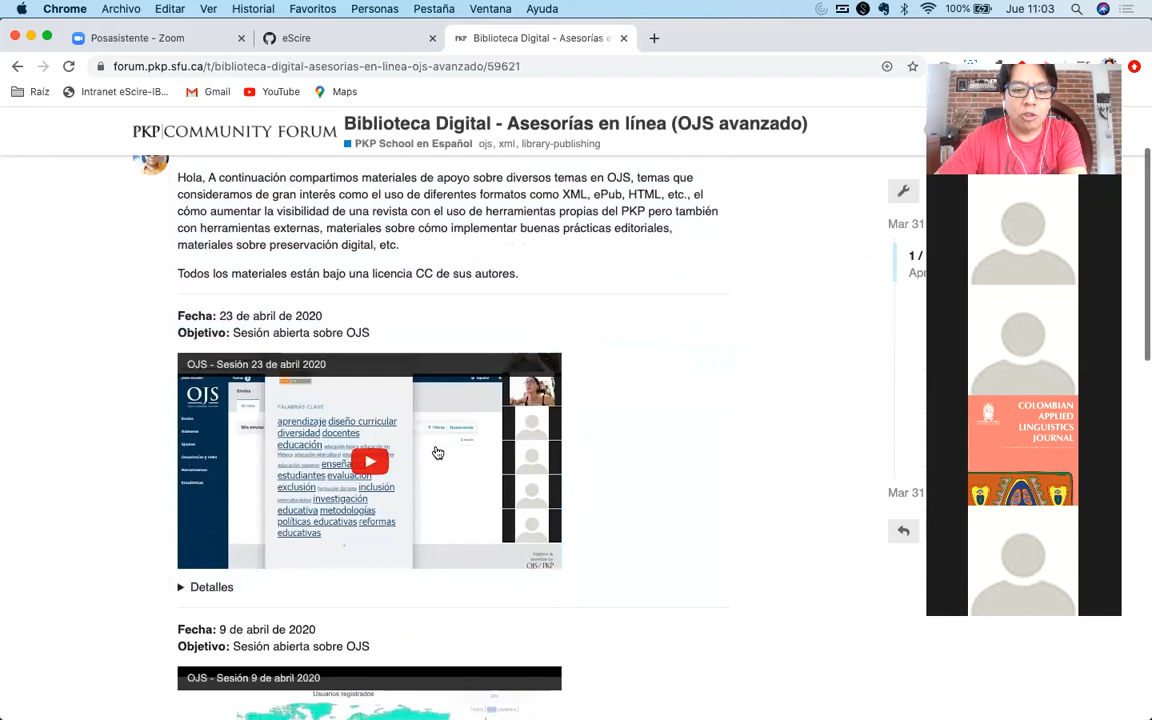 Chrome Archivo Editar Ver Historial Favoritos Personas Pestaña Ventana Ayuda 100% Jue 11:03
Posasistente - Zoom
eScire
PKP Biblioteca Digital - Asesorías e
forum.pkp.sfu.ca/t/biblioteca-digital-asesorias-en-linea-ojs-avanzado/59621
Raíz Intranet eScire-IB... Gmail YouTube Maps
PKP|COMMUNITY FORUM
Biblioteca Digital - Asesorías en línea (OJS avanzado)
PKP School en Español ojs, xml, library-publishing
Hola, A continuación compartimos materiales de apoyo sobre diversos temas en OJS, temas que
consideramos de gran interés como el uso de diferentes formatos como XML, ePub, HTML, etc., el
cómo aumentar la visibilidad de una revista con el uso de herramientas propias del PKP pero también
con herramientas externas, materiales sobre cómo implementar buenas prácticas editoriales,
materiales sobre preservación digital, etc.
Todos los materiales están bajo una licencia CC de sus autores.
Fecha: 23 de abril de 2020
Objetivo: Sesión abierta sobre OJS
OJS - Sesión 23 de abril 2020
OJS
PALABRAS CLAVE
aprendizaje diseño curricular
diversidad docentes
educación
enseña
estudiantes evaluación
exclusión inclusión
investigación
educativa metodologías
políticas educativas reformas
educativas
OJS/PKP
Detalles
Fecha: 9 de abril de 2020
Objetivo: Sesión abierta sobre OJS
OJS - Sesión 9 de abril 2020
Usuarios registrados
Mar 31
1 /
Apr
Mar 31
COLOMBIAN
APPLIED
LINGUISTICS
JOURNAL